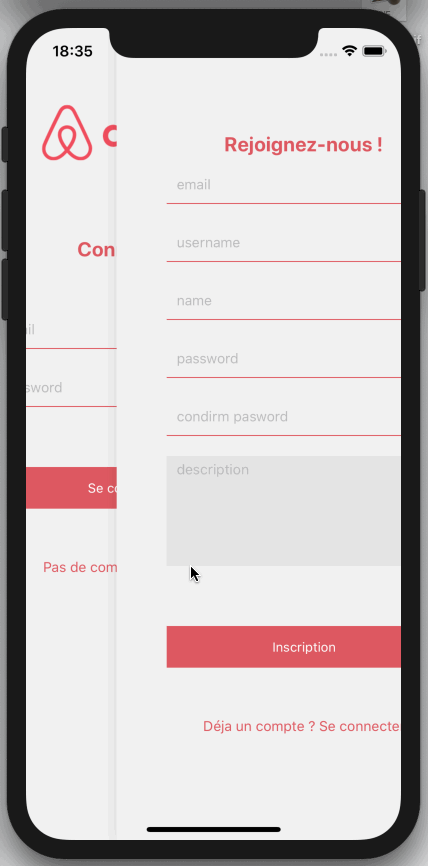 18:35
Rejoignez-nous !
email
username
Con
name
il
password
sword
condirm pasword
description
Se co
Pas de com
Inscription
Déja un compte ? Se connecte